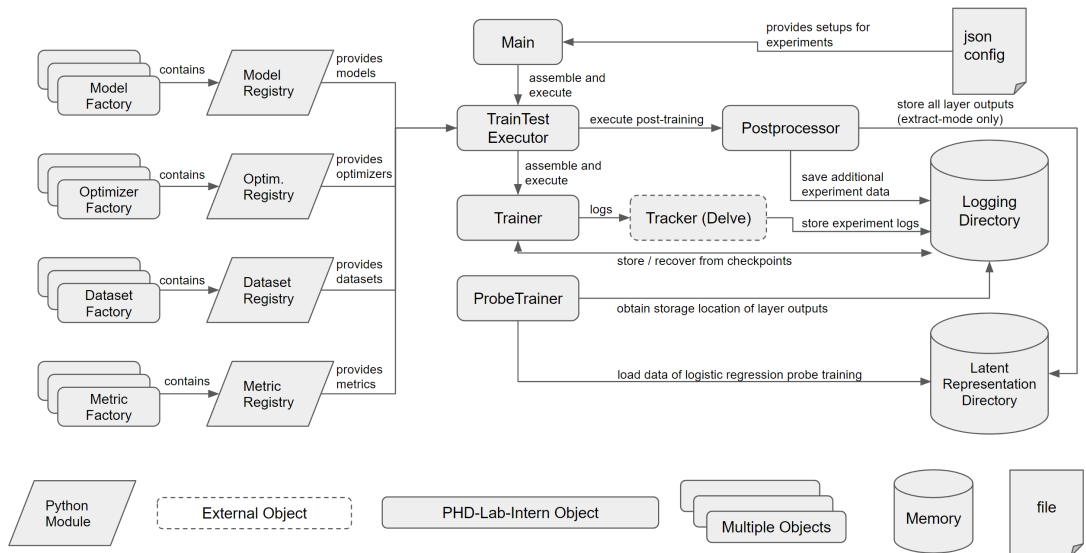 Main
provides setups for
experiments
json
config
Model
Factory
contains
Model
Registry
provides
models
assemble and
execute
TrainTest
Executor
execute post-training
Postprocessor
store all layer outputs
(extract-mode only)
Optimizer
Factory
contains
Optim.
Registry
provides
optimizers
assemble and
execute
save additional
experiment data
Logging
Directory
Trainer
logs
Tracker (Delve)
store experiment logs
store / recover from checkpoints
Dataset
Factory
contains
Dataset
Registry
provides
datasets
ProbeTrainer
obtain storage location of layer outputs
Metric
Factory
contains
Metric
Registry
provides
metrics
load data of logistic regression probe training
Latent
Representation
Directory
Python
Module
External Object
PHD-Lab-Intern Object
Multiple Objects
Memory
file